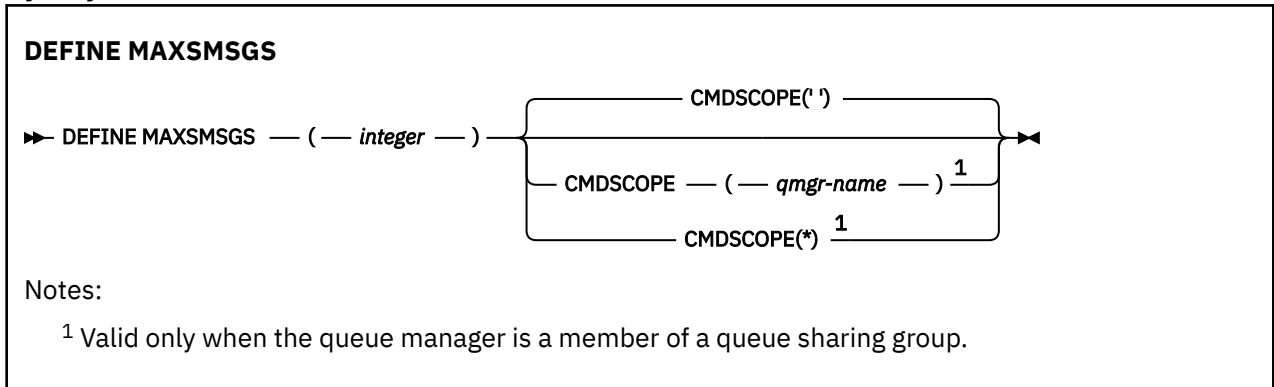 DEFINE MAXSMSGS
CMDSCOPE(' ')
DEFINE MAXSMSGS ( integer )
CMDSCOPE ( qmgr-name ) 1
CMDSCOPE(*) 1
Notes:
1 Valid only when the queue manager is a member of a queue sharing group.